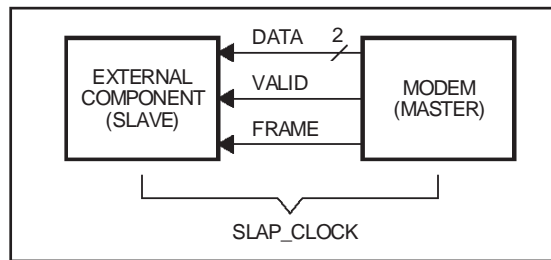 DATA 2
EXTERNAL
COMPONENT
(SLAVE)
VALID
MODEM
(MASTER)
FRAME
SLAP_CLOCK